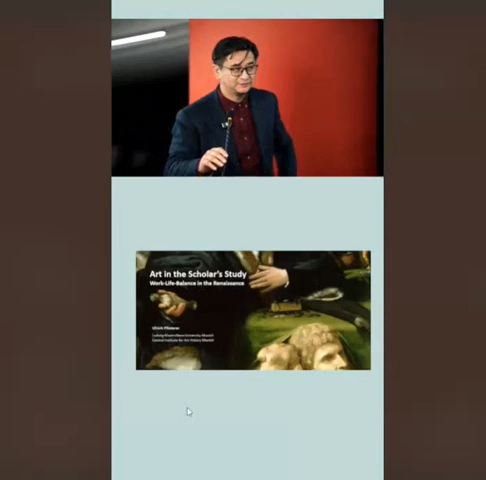 Art in the Scholar's Study
Work-Life-Balance in the Renaissance
Ulrich Pfisterer
Ludwig-Maximilians-University Munich
Central Institute for Art History Munich